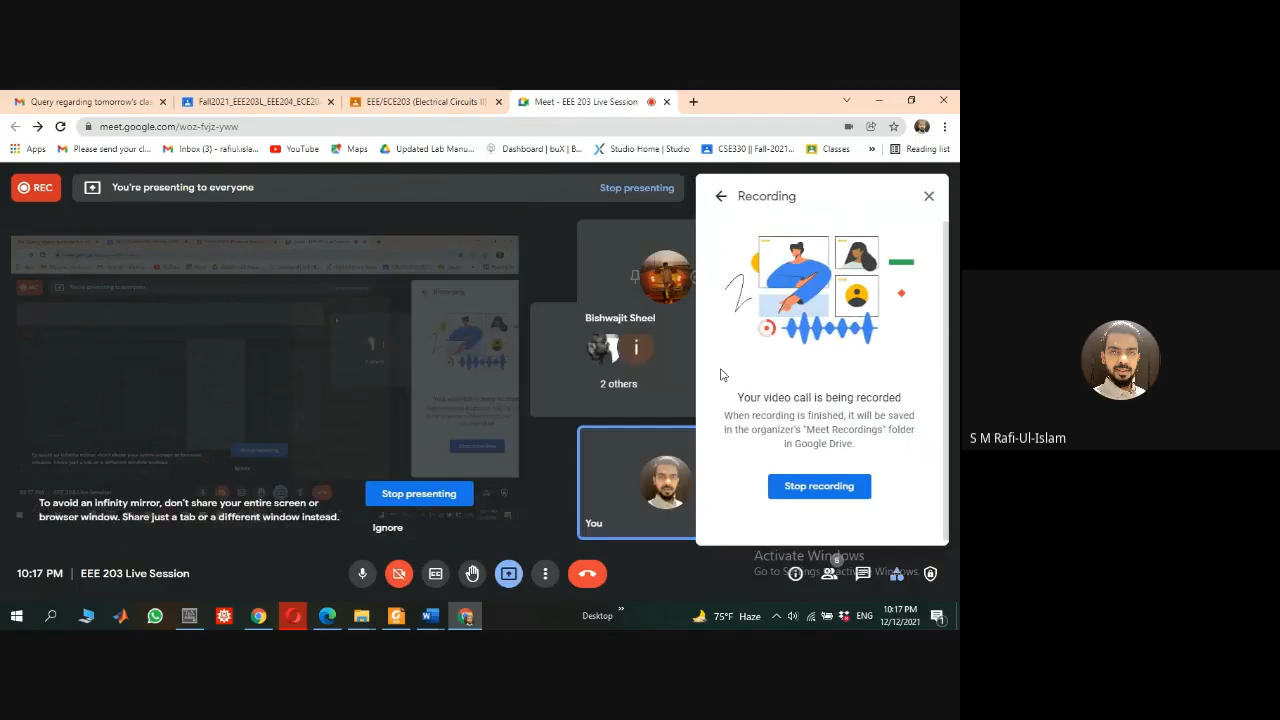 Query regarding tomorrow's clas
Fall2021_EEE203L_EEE204_ECE20
EEE/ECE203 (Electrical Circuits II)
Meet - EEE 203 Live Session
meet.google.com/woz-fvjz-yww
Apps
Please send your cl...
Inbox (3) - rafiul.isla...
YouTube
Maps
Updated Lab Manu...
Dashboard | buX | B...
Studio Home | Studio
CSE330 || Fall-2021...
Classes
»
Reading list
REC
You're presenting to everyone
Stop presenting
Recording
Bishwajit Sheel
i
2 others
Your video call is being recorded
When recording is finished, it will be saved
in the organizer's "Meet Recordings" folder
in Google Drive.
Stop recording
To avoid an infinity mirror, don't share your entire screen or
browser window. Share just a tab or a different window instead.
Stop presenting
Ignore
You
S M Rafi-Ul-Islam
10:17 PM | EEE 203 Live Session
Activate Windows
Desktop
»
75°F Haze
ENG
10:17 PM
12/12/2021
1